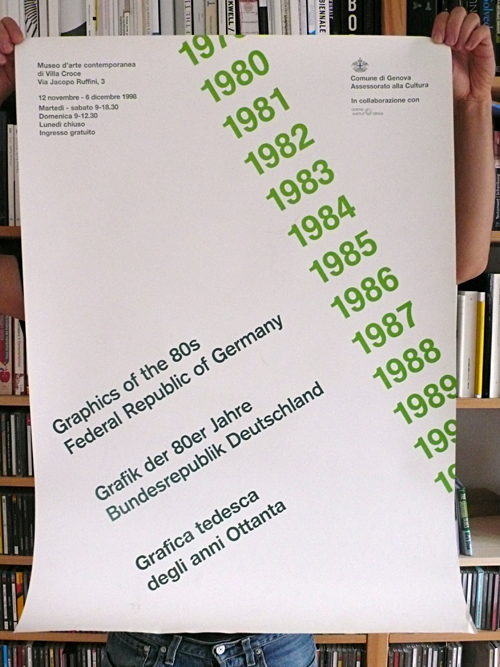 Museo d'arte contemporanea
di Villa Croce
Via Jacopo Ruffini, 3
12 novembre - 6 dicembre 1998
Martedì - sabato 9-18.30
Domenica 9-12.30
Lunedì chiuso
Ingresso gratuito
Comune di Genova
Assessorato alla Cultura
In collaborazione con
1980
1981
1982
1983
1984
1985
1986
1987
1988
1989
Graphics of the 80s
Federal Republic of Germany
Grafik der 80er Jahre
Bundesrepublik Deutschland
Grafica tedesca
degli anni Ottanta
BIENNALE